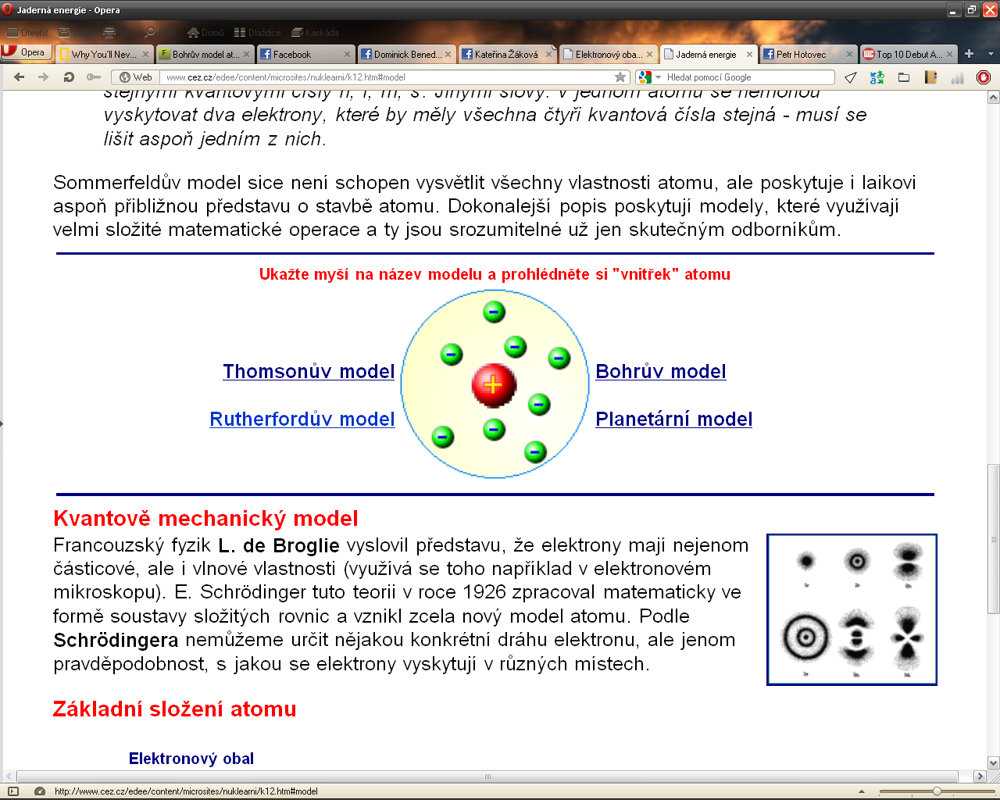 Jaderná energie - Opera
Otevřít
Domů
Dlaždice
Kaskáda
Opera
Why You'll Nev...
Bohrův model at...
Facebook
Dominick Bened...
Kateřina Žáková
Elektronový oba...
Jaderná energie
Petr Hotovec
Top 10 Debut A...
Web
www.cez.cz/edee/content/microsites/nuklearni/k12.htm#model
Hledat pomocí Google
stejnými kvantovými čísly n, l, m, s. Jinými slovy: v jednom atomu se nemohou
vyskytovat dva elektrony, které by měly všechna čtyři kvantová čísla stejná - musí se
lišit aspoň jedním z nich.
Sommerfeldův model sice není schopen vysvětlit všechny vlastnosti atomu, ale poskytuje i laikovi
aspoň přibližnou představu o stavbě atomu. Dokonalejší popis poskytují modely, které využívají
velmi složité matematické operace a ty jsou srozumitelné už jen skutečným odborníkům.
Ukažte myší na název modelu a prohlédněte si "vnitřek" atomu
Thomsonův model
Bohrův model
Rutherfordův model
Planetární model
Kvantově mechanický model
Francouzský fyzik L. de Broglie vyslovil představu, že elektrony mají nejenom
částicové, ale i vlnové vlastnosti (využívá se toho například v elektronovém
mikroskopu). E. Schrödinger tuto teorii v roce 1926 zpracoval matematicky ve
formě soustavy složitých rovnic a vznikl zcela nový model atomu. Podle
Schrödingera nemůžeme určit nějakou konkrétní dráhu elektronu, ale jenom
pravděpodobnost, s jakou se elektrony vyskytují v různých místech.
Základní složení atomu
Elektronový obal
http://www.cez.cz/edee/content/microsites/nuklearni/k12.htm#model